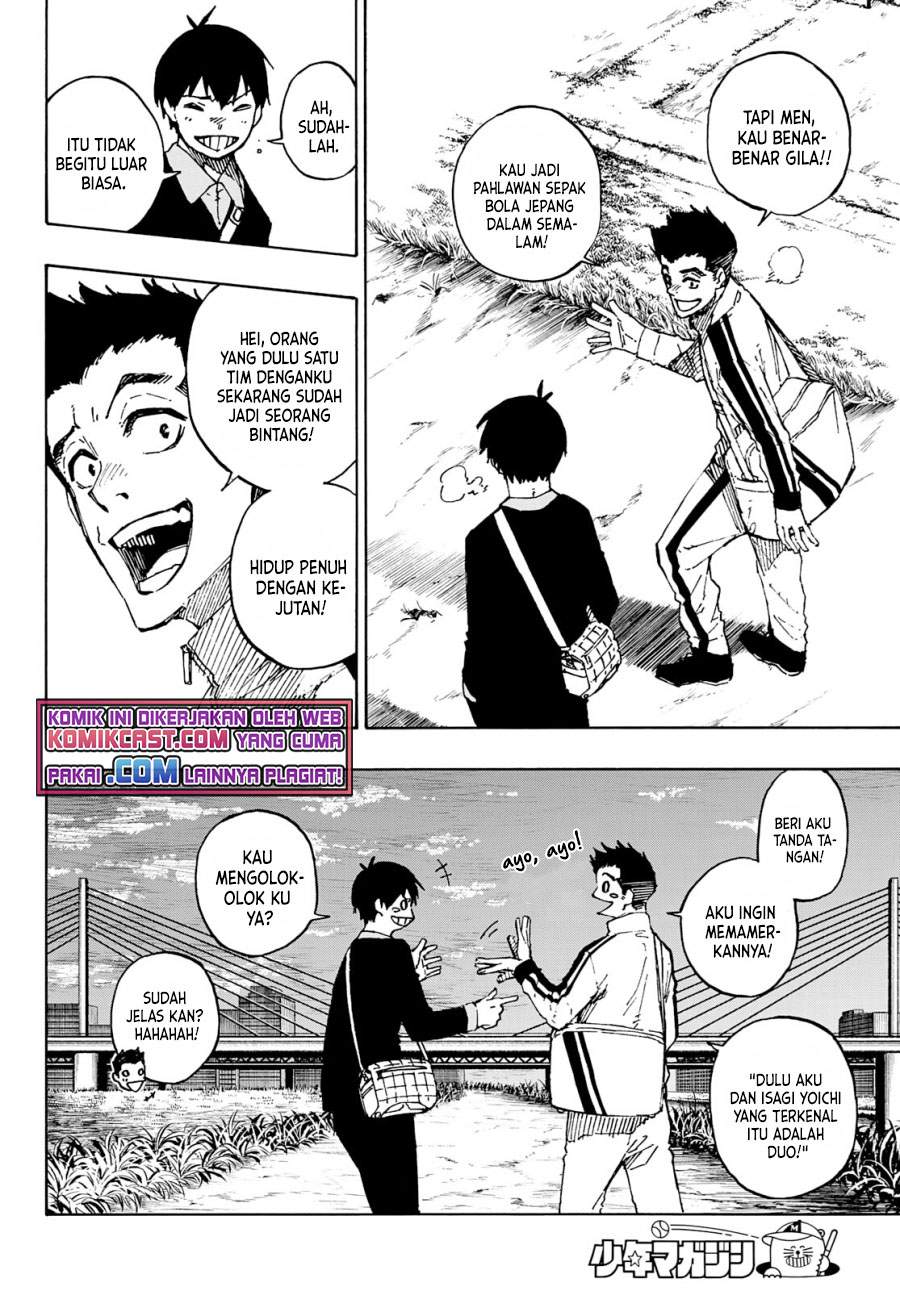 TAPI MEN,
KAU BENAR-
BENAR GILA!!
KAU JADI
PAHLAWAN SEPAK
BOLA JEPANG
DALAM SEMA-
LAM!
AH,
SUDAH-
LAH.
ITU TIDAK
BEGITU LUAR
BIASA.
HEI, ORANG
YANG DULU SATU
TIM DENGANKU
SEKARANG SUDAH
JADI SEORANG
BINTANG!
HIDUP PENUH
DENGAN KE-
JUTAN!
KOMIK INI DIKERJAKAN OLEH WEB
KOMIKCAST.COM YANG CUMA
PAKAI .COM LAINNYA PLAGIAT!
BERI AKU
TANDA TA-
NGAN!
AKU INGIN
MEMAMER-
KANNYA!
"DULU AKU
DAN ISAGI YOICHI
YANG TERKENAL
ITU ADALAH
DUO!"
ayo, ayo!
KAU
MENGOLOK-
OLOK KU
YA?
SUDAH
JELAS KAN?
HAHAHAH!
少年マガジン
M